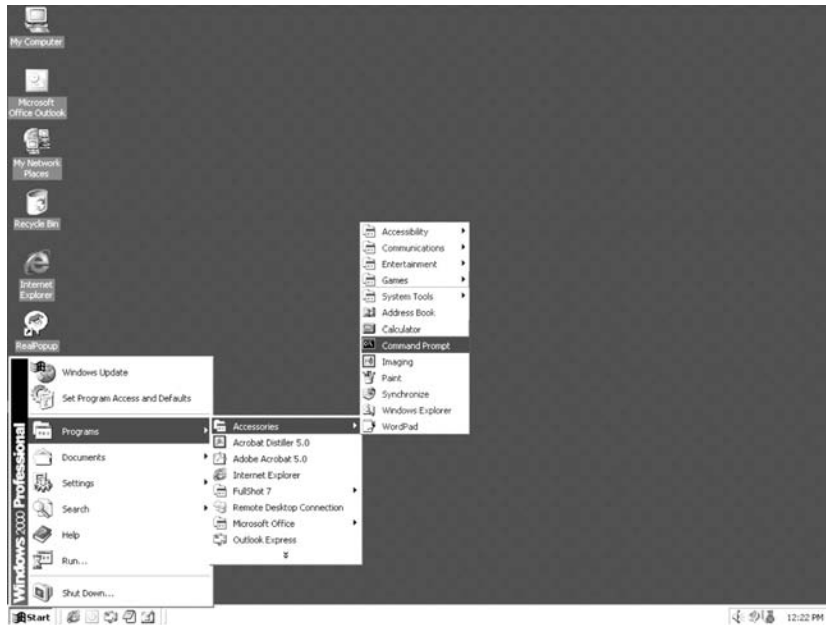 My Computer
Microsoft
Office Outlook
My Network
Places
Recycle Bin
Internet
Explorer
RealPopup
Windows 2000 Professional
Windows Update
Set Program Access and Defaults
Programs
Documents
Settings
Search
Help
Run...
Shut Down...
Accessories
Acrobat Distiller 5.0
Adobe Acrobat 5.0
Internet Explorer
FullShot 7
Remote Desktop Connection
Microsoft Office
Outlook Express
Accessibility
Communications
Entertainment
Games
System Tools
Address Book
Calculator
Command Prompt
Imaging
Paint
Synchronize
Windows Explorer
WordPad
Start
12:22 PM